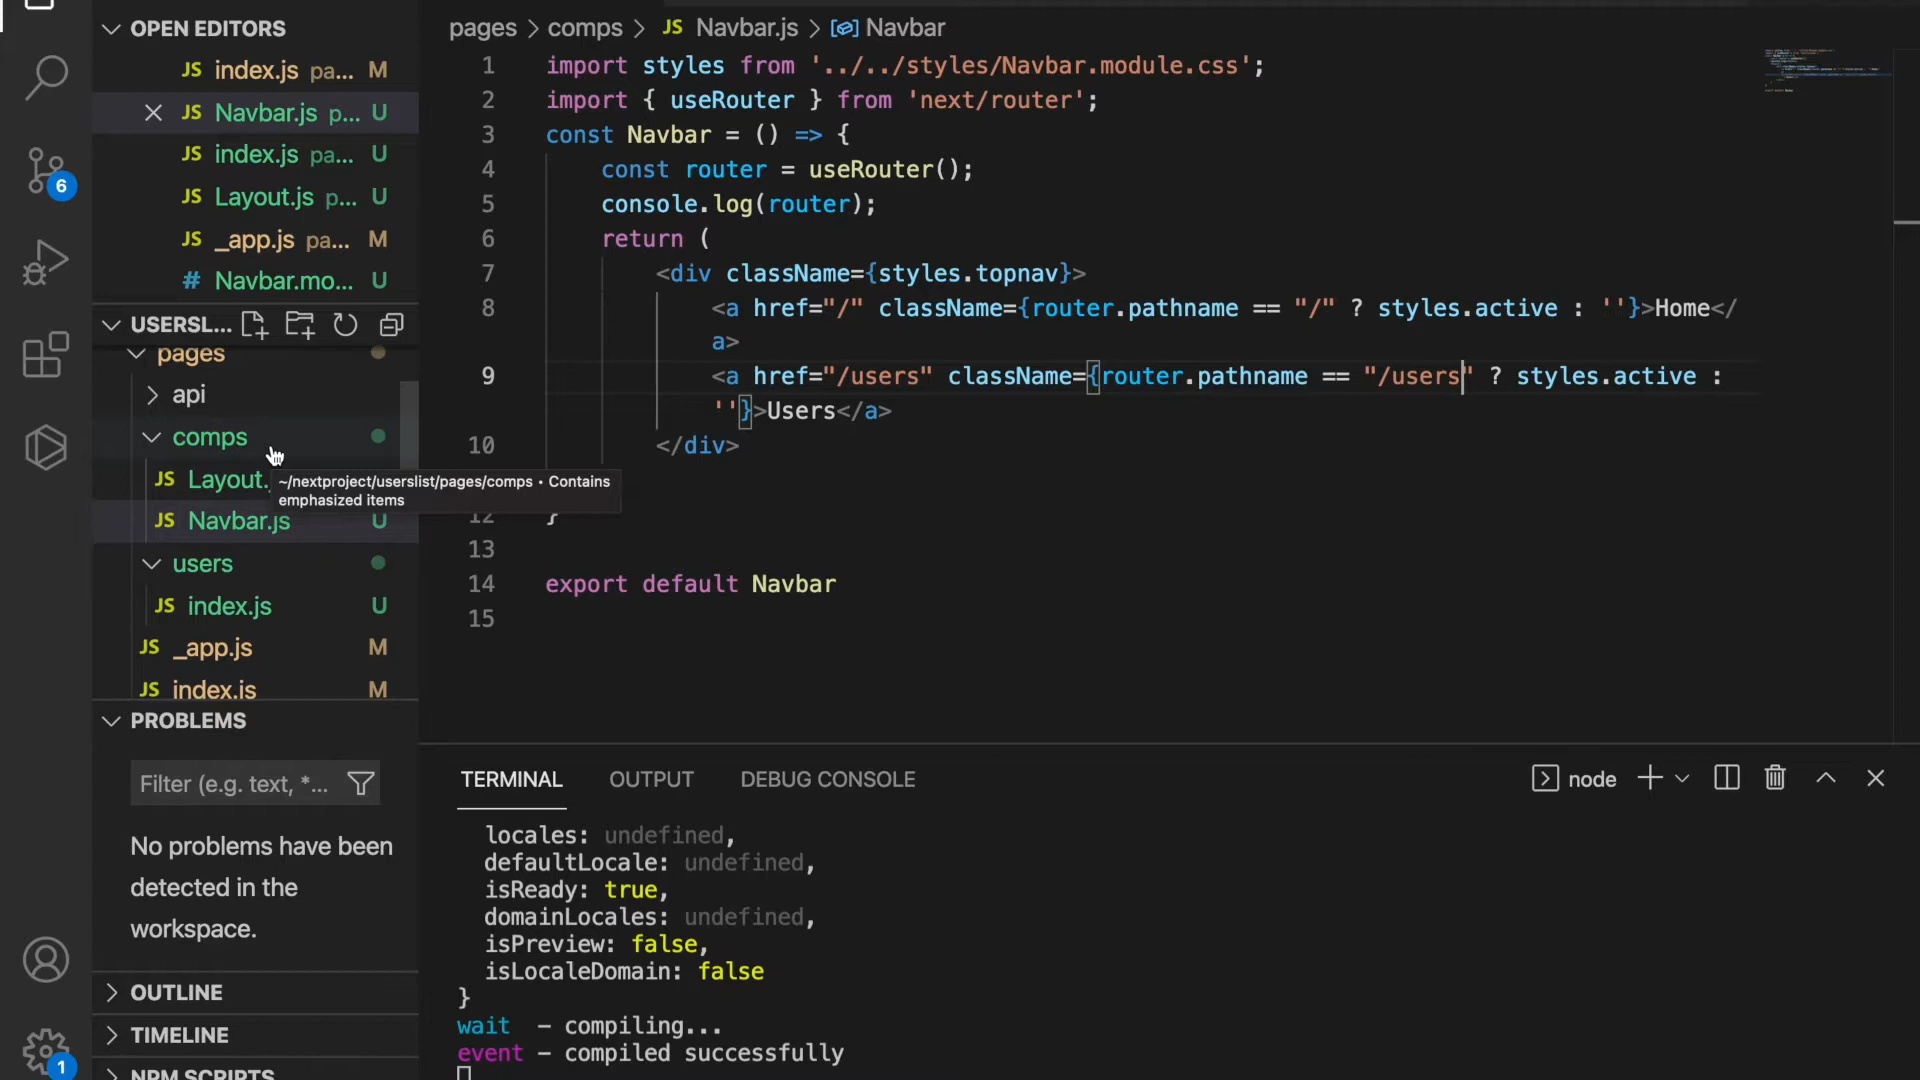 OPEN EDITORS
JS index.js pa... M
JS Navbar.js p... U
JS index.js pa... U
JS Layout.js p... U
JS _app.js pa... M
# Navbar.mo... U
USERSL...
pages
api
comps
JS Layout.
JS Navbar.js U
users
JS index.js U
JS _app.js M
JS index.js M
PROBLEMS
Filter (e.g. text, *...
No problems have been
detected in the
workspace.
OUTLINE
TIMELINE
NPM SCRIPTS
6
1
~/nextproject/userslist/pages/comps • Contains
emphasized items
pages > comps > JS Navbar.js > Navbar
1 import styles from '../../styles/Navbar.module.css';
2 import { useRouter } from 'next/router';
3 const Navbar = () => {
4 const router = useRouter();
5 console.log(router);
6 return (
7 <div className={styles.topnav}>
8 <a href="/" className={router.pathname == "/" ? styles.active : ''}>Home</
a>
9 <a href="/users" className={router.pathname == "/users" ? styles.active :
''}>Users</a>
10 </div>
12 }
13
14 export default Navbar
15
TERMINAL OUTPUT DEBUG CONSOLE
node
locales: undefined,
defaultLocale: undefined,
isReady: true,
domainLocales: undefined,
isPreview: false,
isLocaleDomain: false
}
wait - compiling...
event - compiled successfully